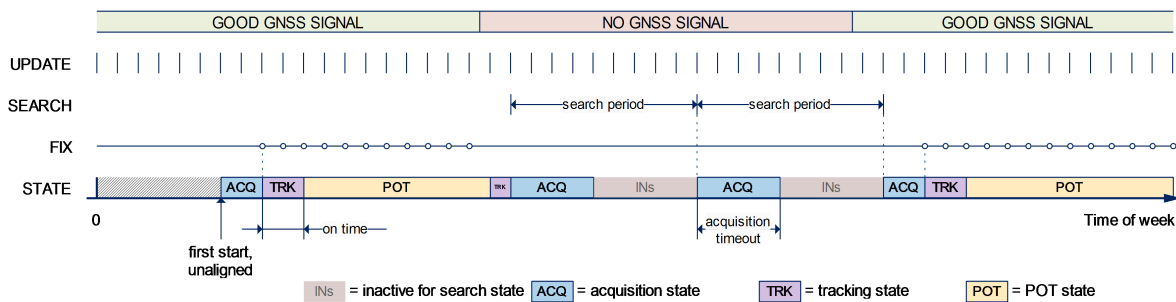 GOOD GNSS SIGNAL NO GNSS SIGNAL GOOD GNSS SIGNAL
UPDATE
SEARCH search period search period
FIX
STATE ACQ TRK POT TRK ACQ INs ACQ INs ACQ TRK POT
0 on time acquisition timeout Time of week
first start,
unaligned
INs = inactive for search state ACQ = acquisition state TRK = tracking state POT = POT state